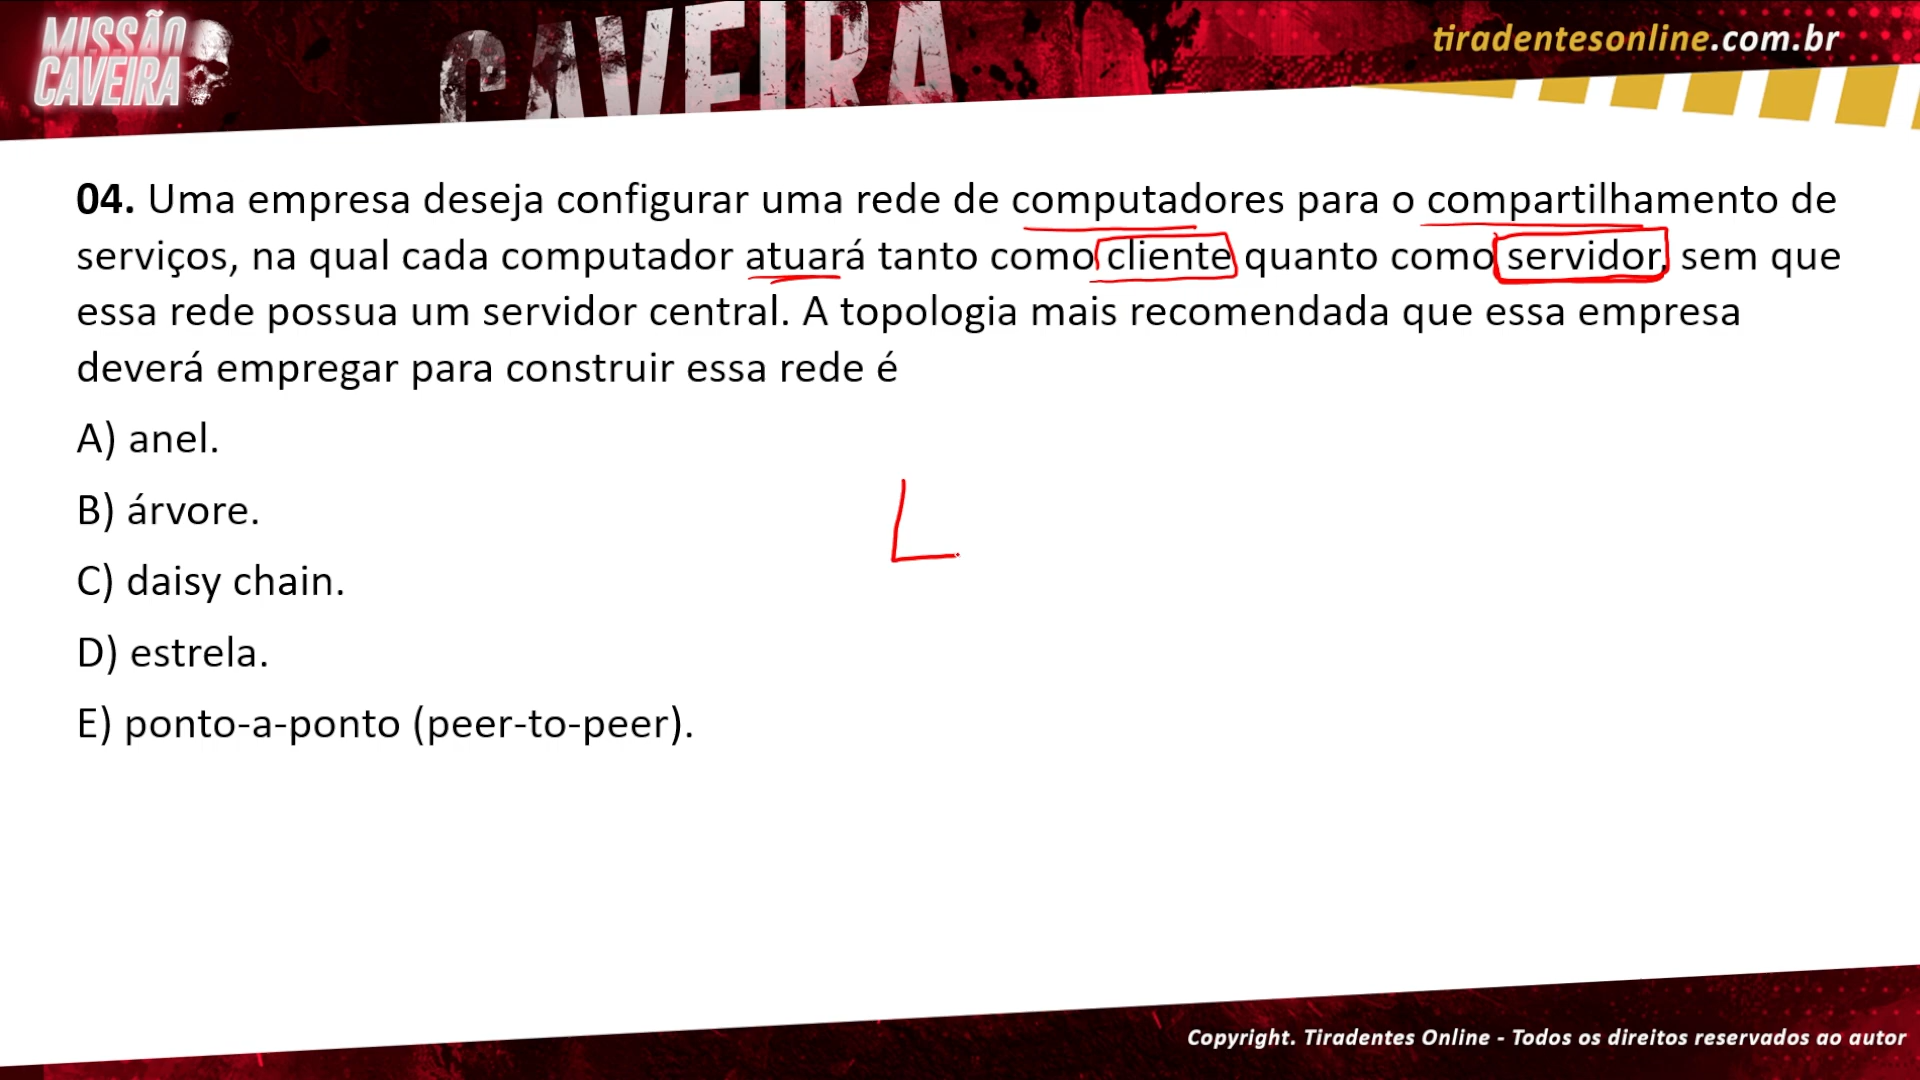 MISSÃO
CAVEIRA
CAVEIRA
tiradentesonline.com.br
04. Uma empresa deseja configurar uma rede de computadores para o compartilhamento de
serviços, na qual cada computador atuará tanto como cliente quanto como servidor, sem que
essa rede possua um servidor central. A topologia mais recomendada que essa empresa
deverá empregar para construir essa rede é
A) anel.
B) árvore.
C) daisy chain.
D) estrela.
E) ponto-a-ponto (peer-to-peer).
L
Copyright. Tiradentes Online - Todos os direitos reservados ao autor